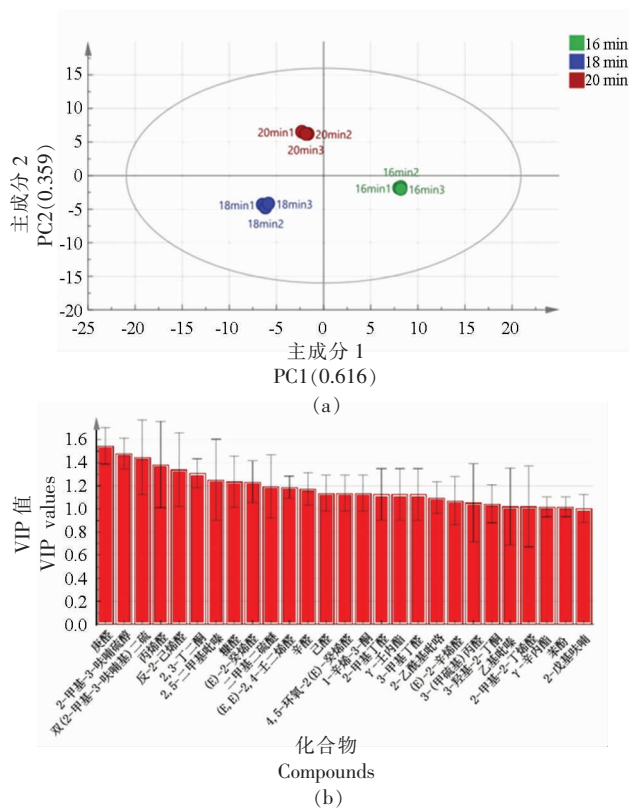 16 min
18 min
20 min
15
10
5
0
-5
-10
-15
-20
-25
-20
-15
-10
-5
0
5
10
15
20
20min1
20min2
20min3
16min2
16min1
16min3
18min1
18min3
18min2
主成分 2
PC2(0.359)
主成分 1
PC1(0.616)
(a)
1.6
1.4
1.2
1.0
0.8
0.6
0.4
0.2
0.0
VIP 值
VIP values
庚醛
2-甲基-3-呋喃硫醇
双(2-甲基-3-呋喃基)二硫
反-2-己烯醛
2,3-丁二酮
2,5-二甲基吡嗪
糠醛
(E)-2-癸烯醛
二甲基二硫醚
(E,E)-2,4-壬二烯醛
辛醛
己醛
4,5-环氧-2(E)-癸烯醛
1-辛烯-3-酮
2-甲基丁醛
γ-壬内酯
3-甲基丁醛
2-乙酰基吡咯
(E)-2-辛烯醛
3-(甲硫基)丙醛
3-羟基-2-丁酮
乙基吡嗪
2-甲基-2-丁烯醛
γ-辛内酯
苯酚
2-戊基呋喃
化合物
Compounds
(b)